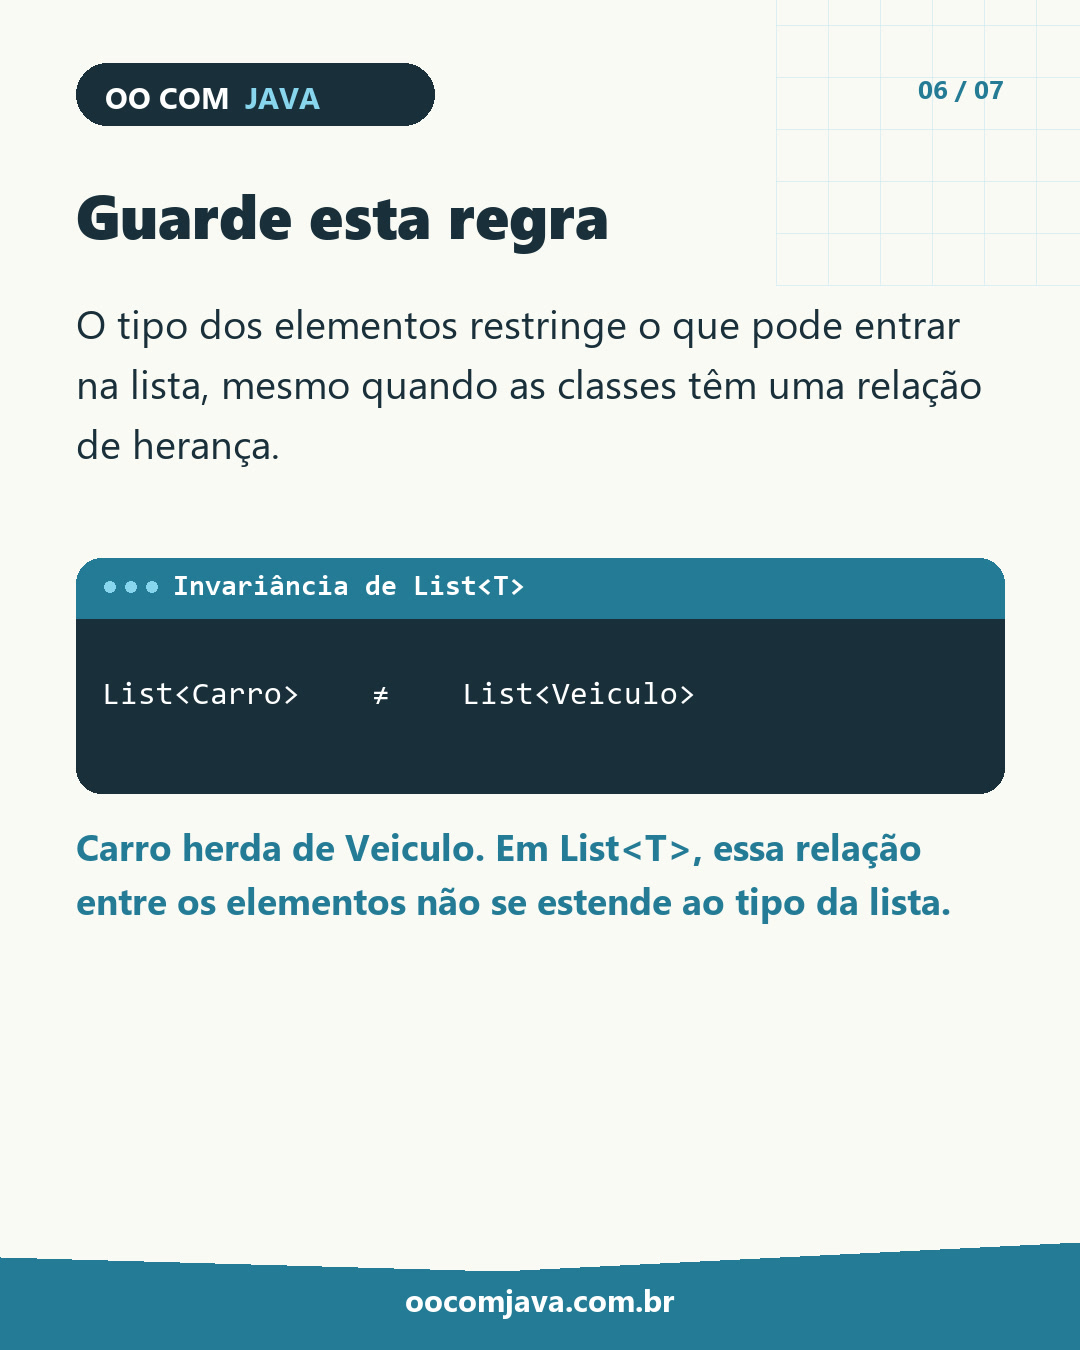 OO COM JAVA
06 / 07
Guarde esta regra
O tipo dos elementos restringe o que pode entrar
na lista, mesmo quando as classes têm uma relação
de herança.
Invariância de List<T>
List<Carro> ≠ List<Veiculo>
Carro herda de Veiculo. Em List<T>, essa relação
entre os elementos não se estende ao tipo da lista.
oocomjava.com.br